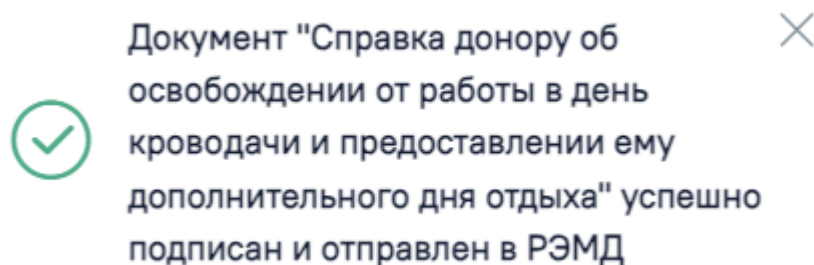 Документ "Справка донору об
освобождении от работы в день
кроводачи и предоставлении ему
дополнительного дня отдыха" успешно
подписан и отправлен в РЭМД